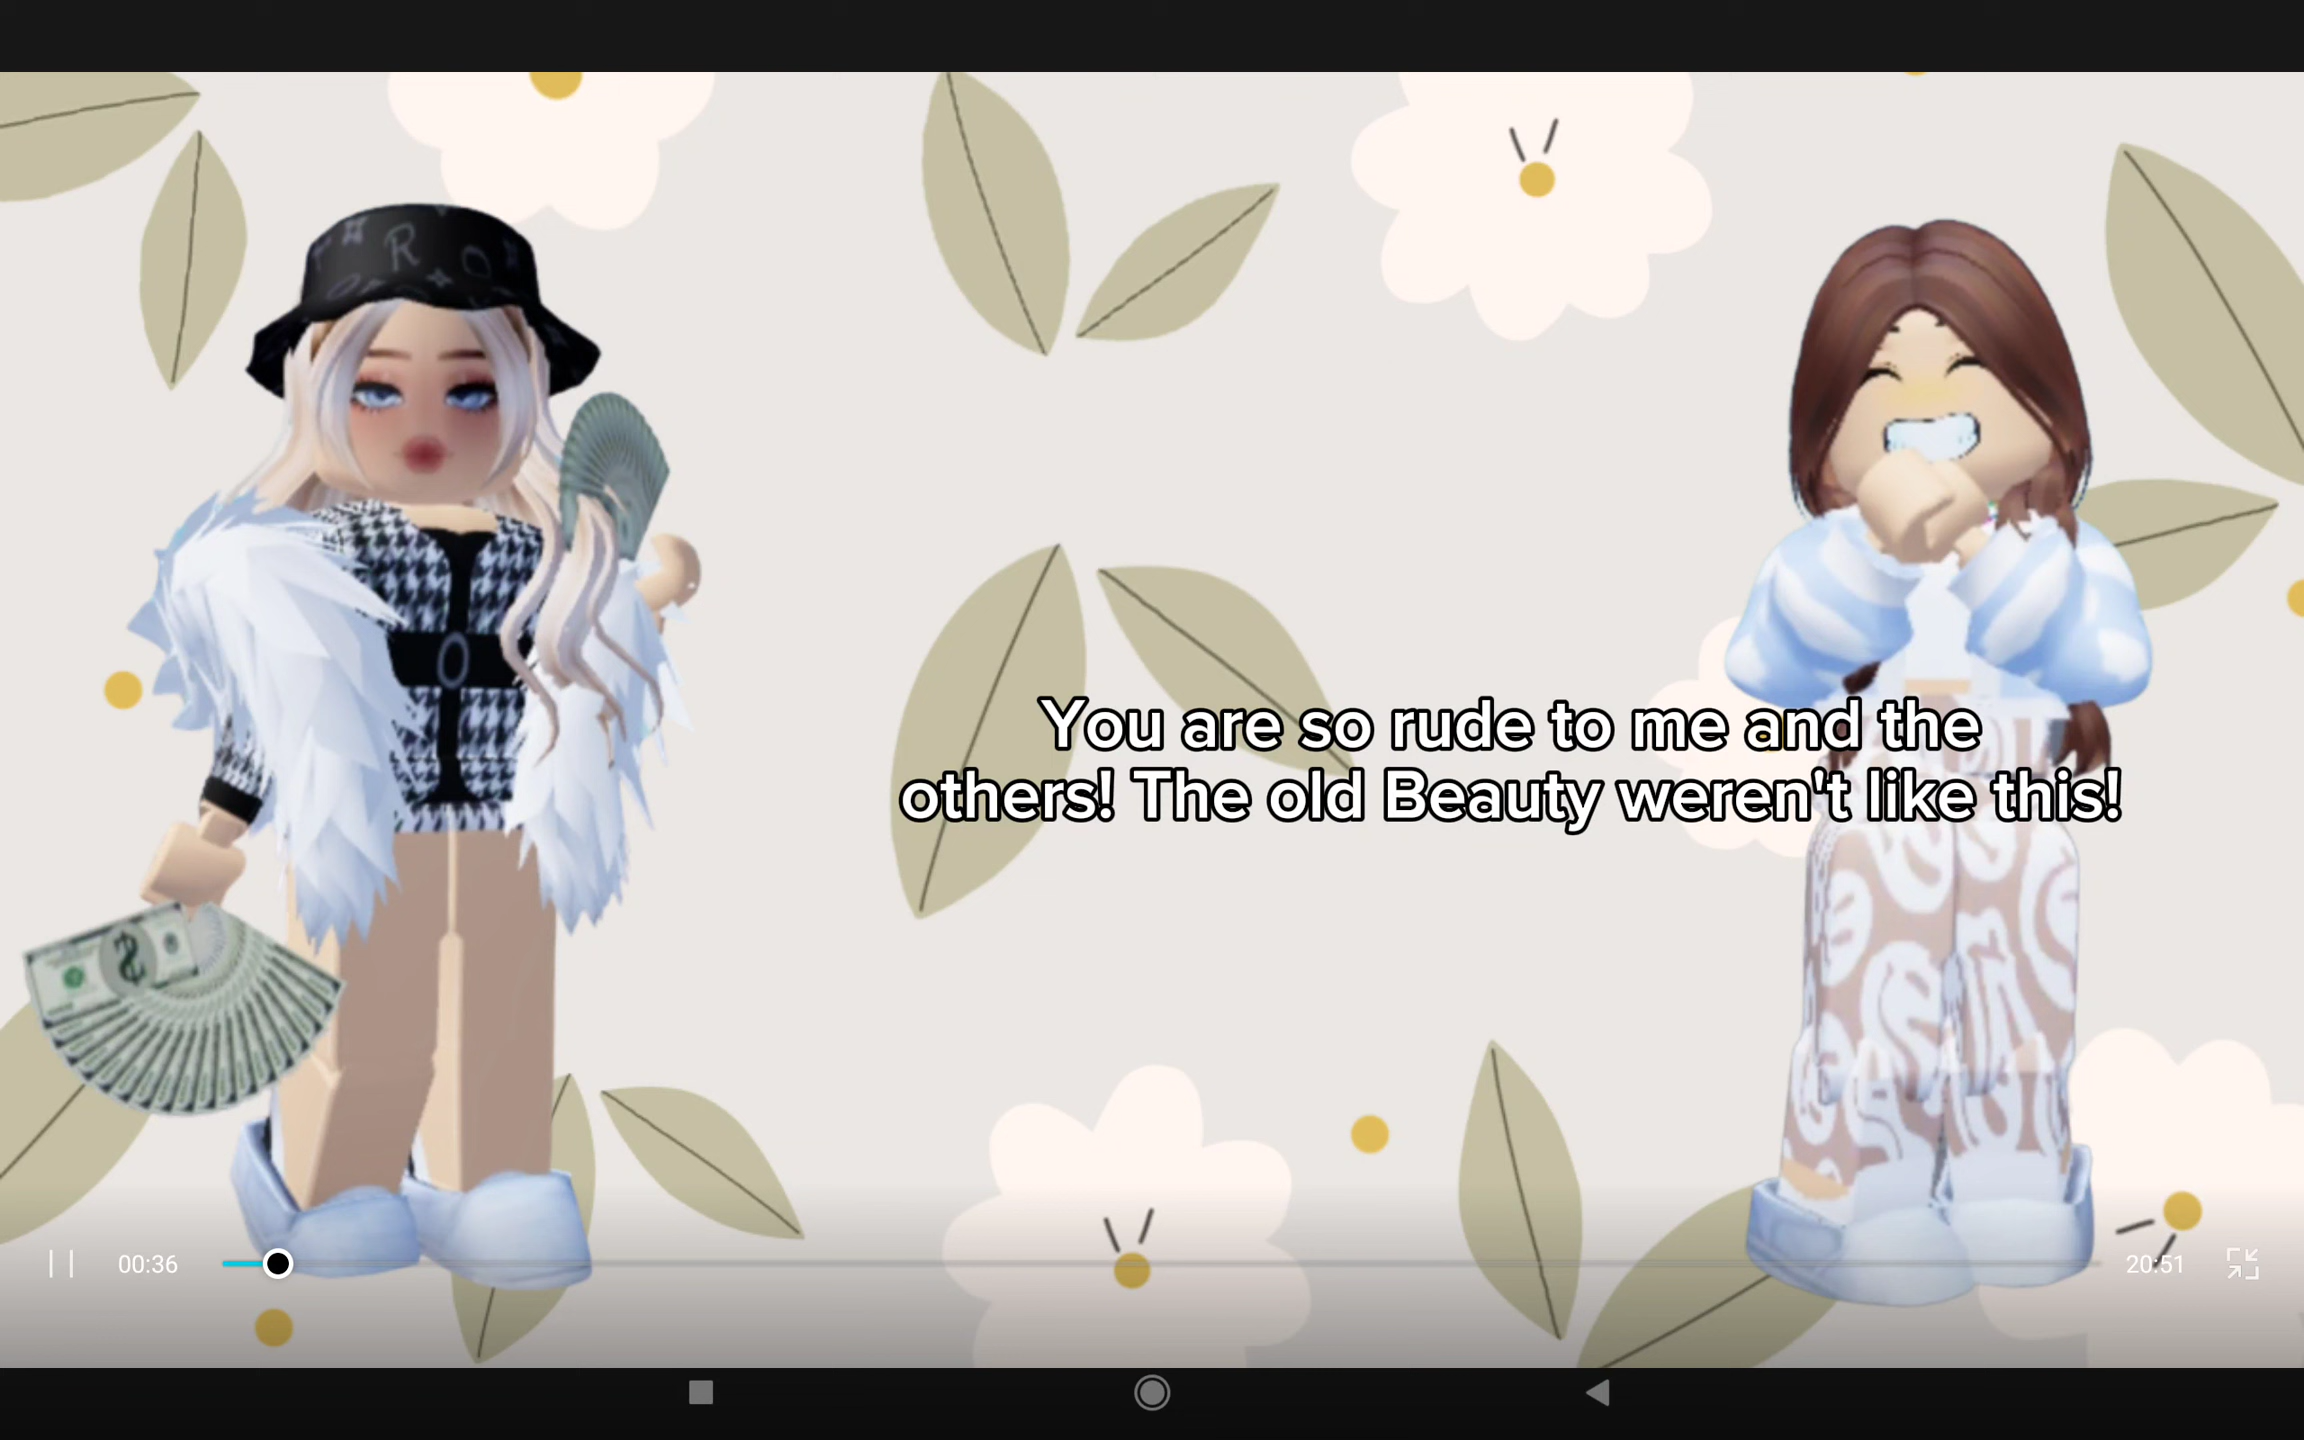 R
You are so rude to me and the
others! The old Beauty weren't like this!
00:36
20:51